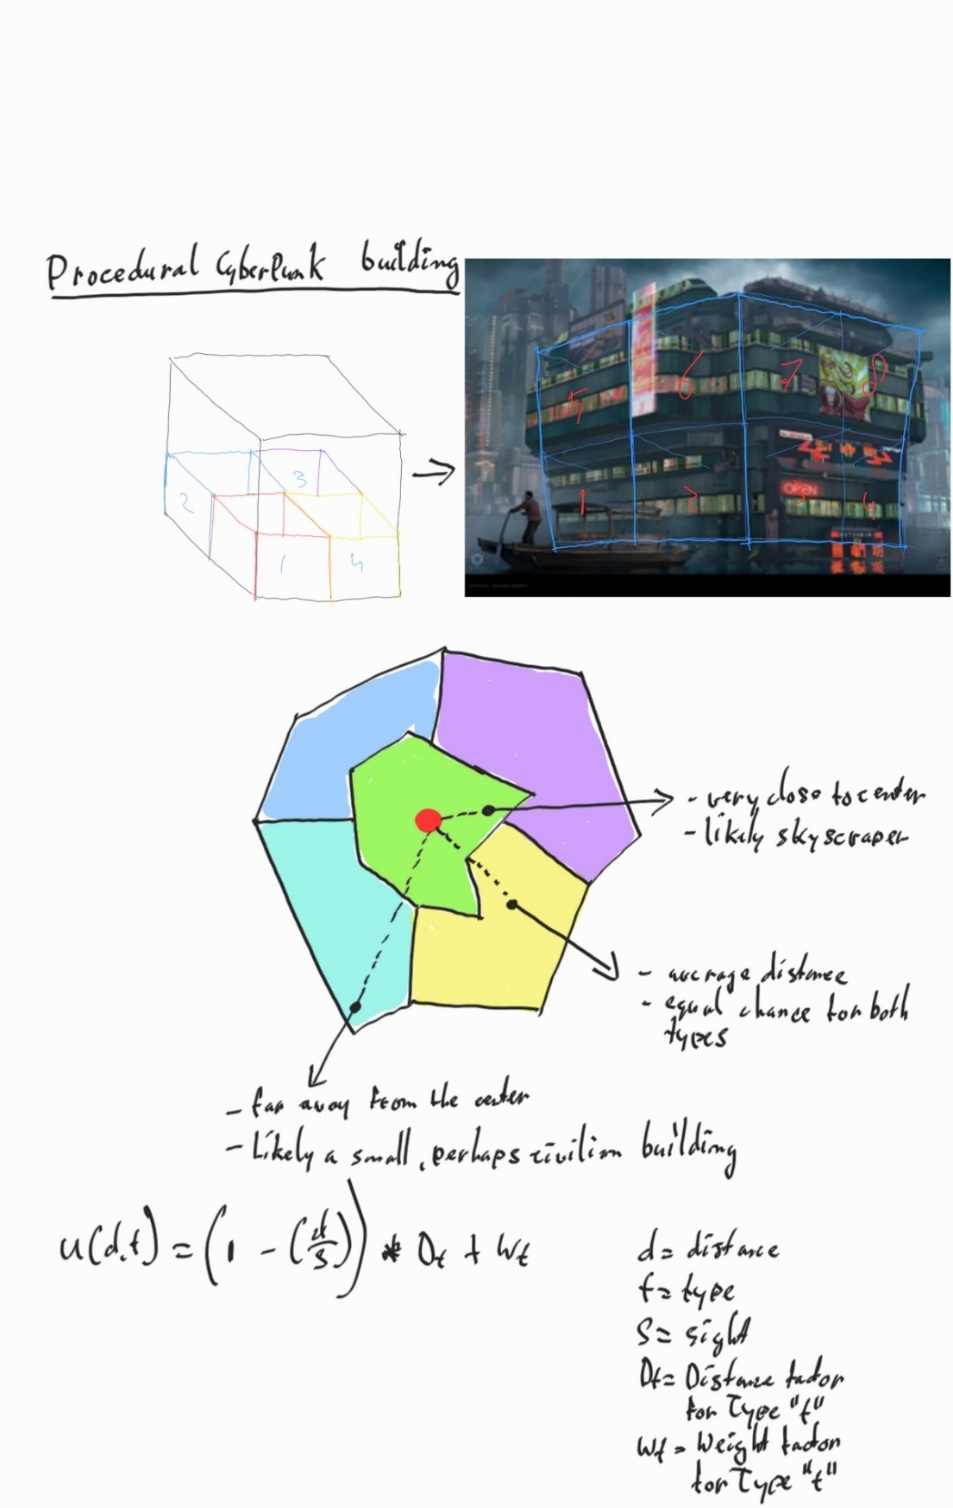 Procedural CyberPunk building
3
2
1
4
5
6
7
8
1
2
4
OPEN
- very close to center
- likely skyscraper
- average distance
- equal chance for both
types
- far away from the center
- Likely a small, perhaps civilian building
u(d,t) = (1 - (d/s)) * Dt + Wt
d = distance
t = type
S = sight
Dt = Distance factor
for Type "t"
Wt = Weight factor
for Type "t"